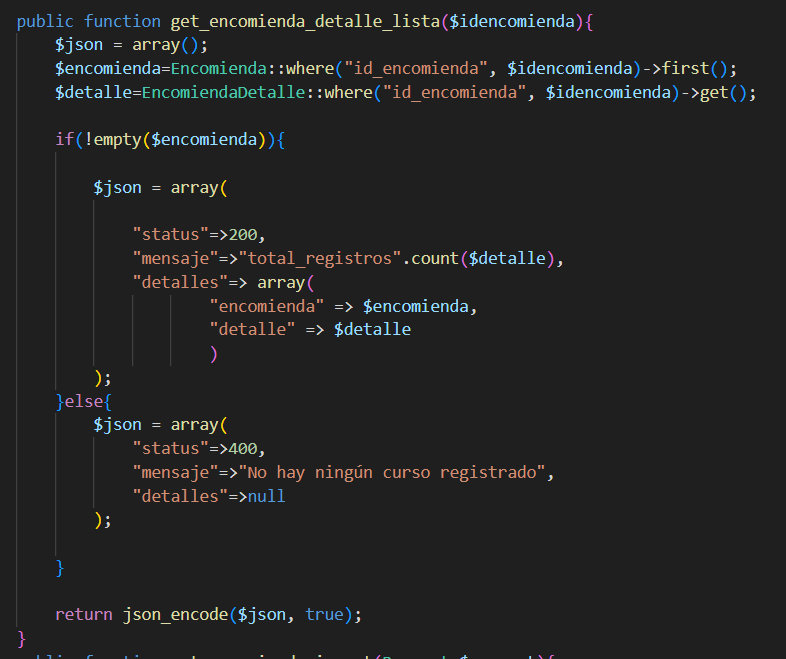 public function get_encomienda_detalle_lista($idencomienda){
$json = array();
$encomienda=Encomienda::where("id_encomienda", $idencomienda)->first();
$detalle=EncomiendaDetalle::where("id_encomienda", $idencomienda)->get();
if(!empty($encomienda)){
$json = array(
"status"=>200,
"mensaje"=>"total_registros".count($detalle),
"detalles"=> array(
"encomienda" => $encomienda,
"detalle" => $detalle
)
);
}else{
$json = array(
"status"=>400,
"mensaje"=>"No hay ningún curso registrado",
"detalles"=>null
);
}
return json_encode($json, true);
}